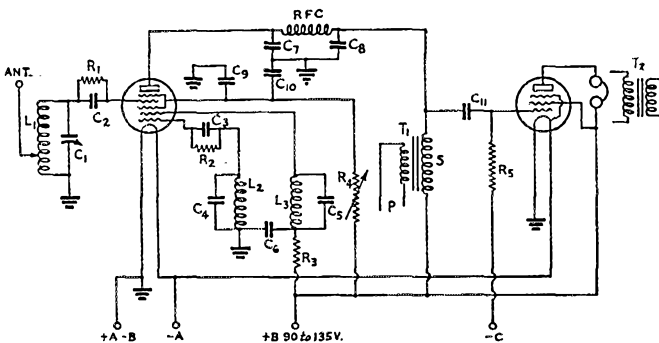 RFC
C7
C8
T2
ANT.
R1
C9
C10
C2
C3
L1
C1
R2
C11
T1
S
P
R4
R5
L2
L3
C4
C5
C6
R3
+A -B
-A
+B 90 to 135V.
-C